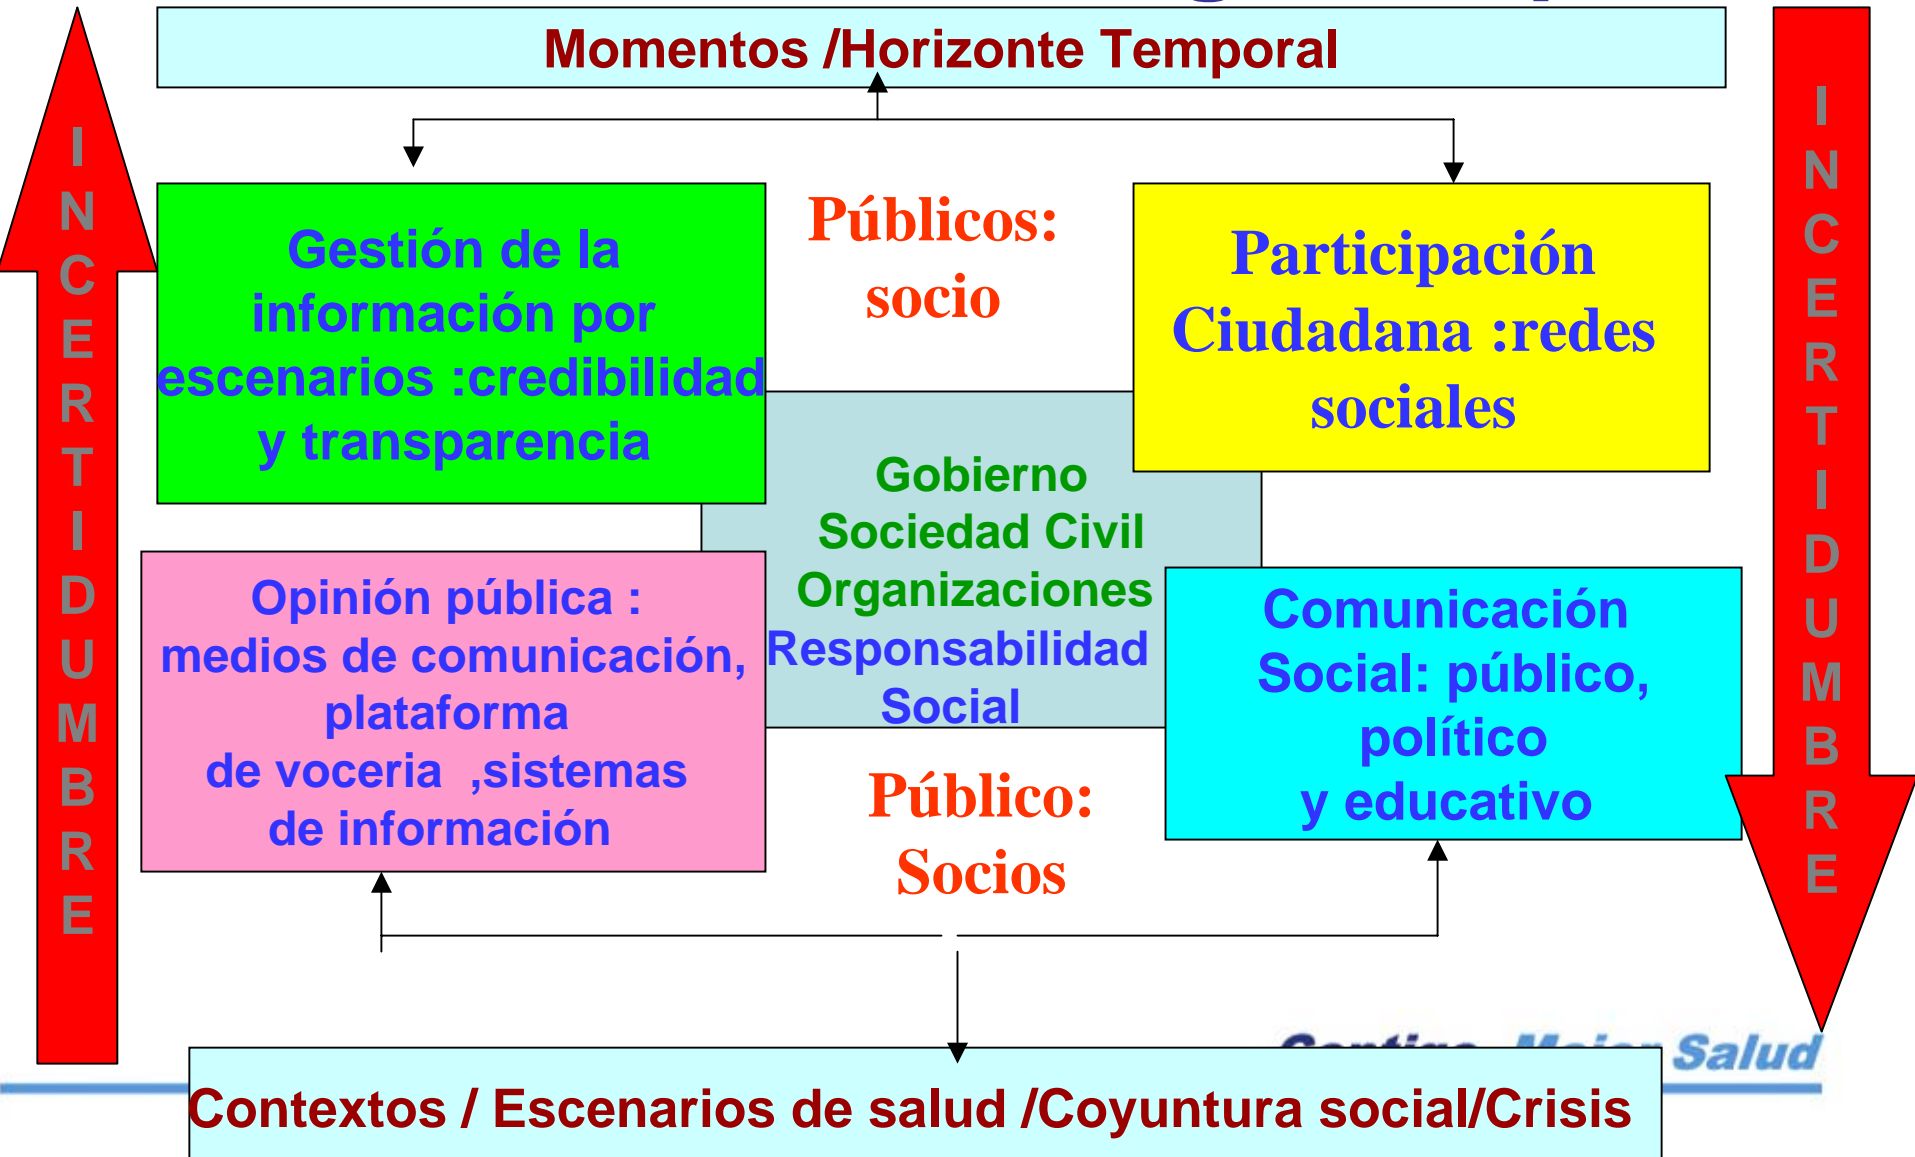 Momentos /Horizonte Temporal
INCERTIDUMBRE
Gestión de la
información por
escenarios :credibilidad
y transparencia
Públicos:
socio
Participación
Ciudadana :redes
sociales
INCERTIDUMBRE
Gobierno
Sociedad Civil
Organizaciones
Responsabilidad
Social
Opinión pública :
medios de comunicación,
plataforma
de voceria ,sistemas
de información
Comunicación
Social: público,
político
y educativo
Público:
Socios
Contigo, Mejor Salud
Contextos / Escenarios de salud /Coyuntura social/Crisis